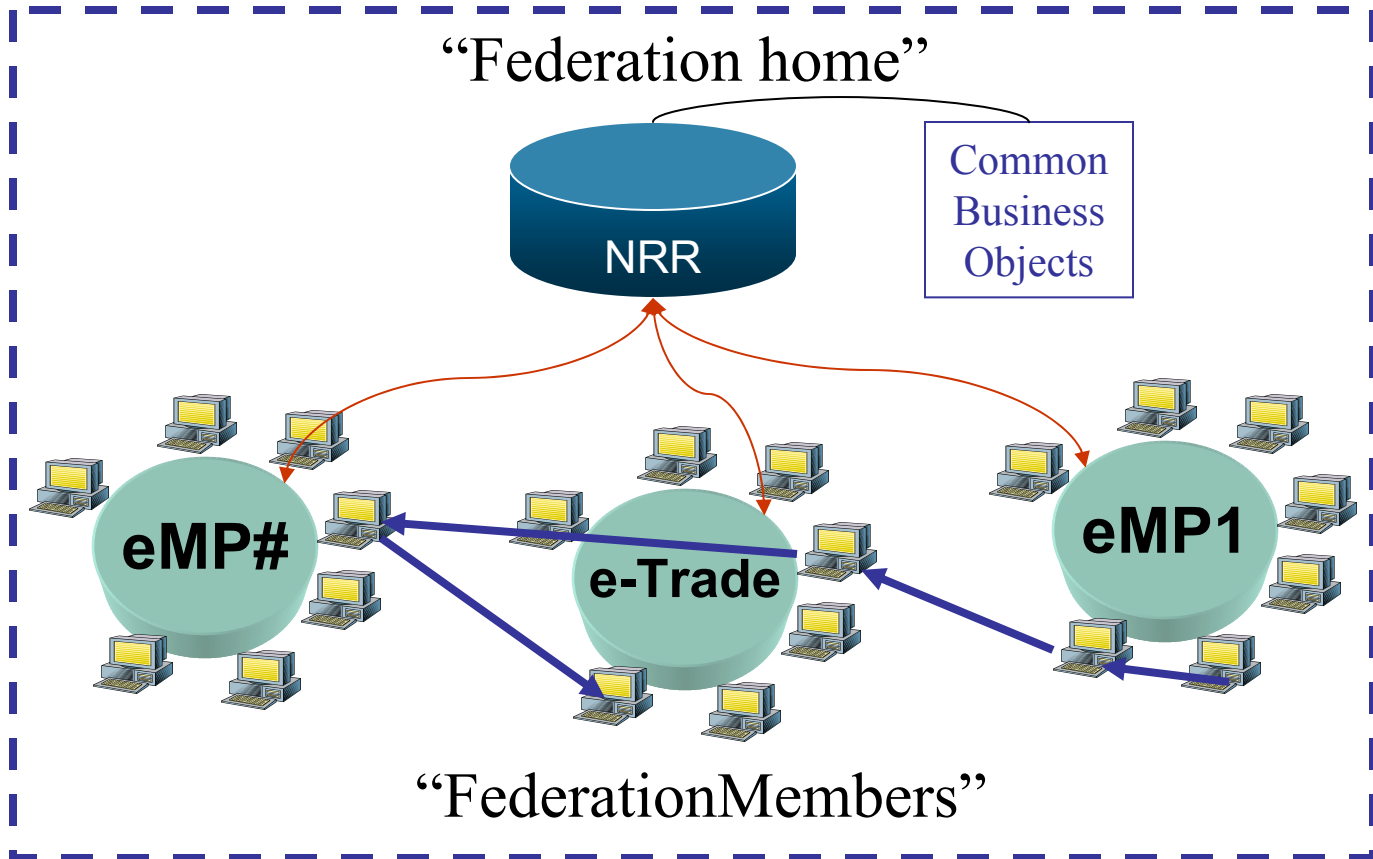 “Federation home”
Common
Business
Objects
NRR
eMP#
e-Trade
eMP1
“FederationMembers”